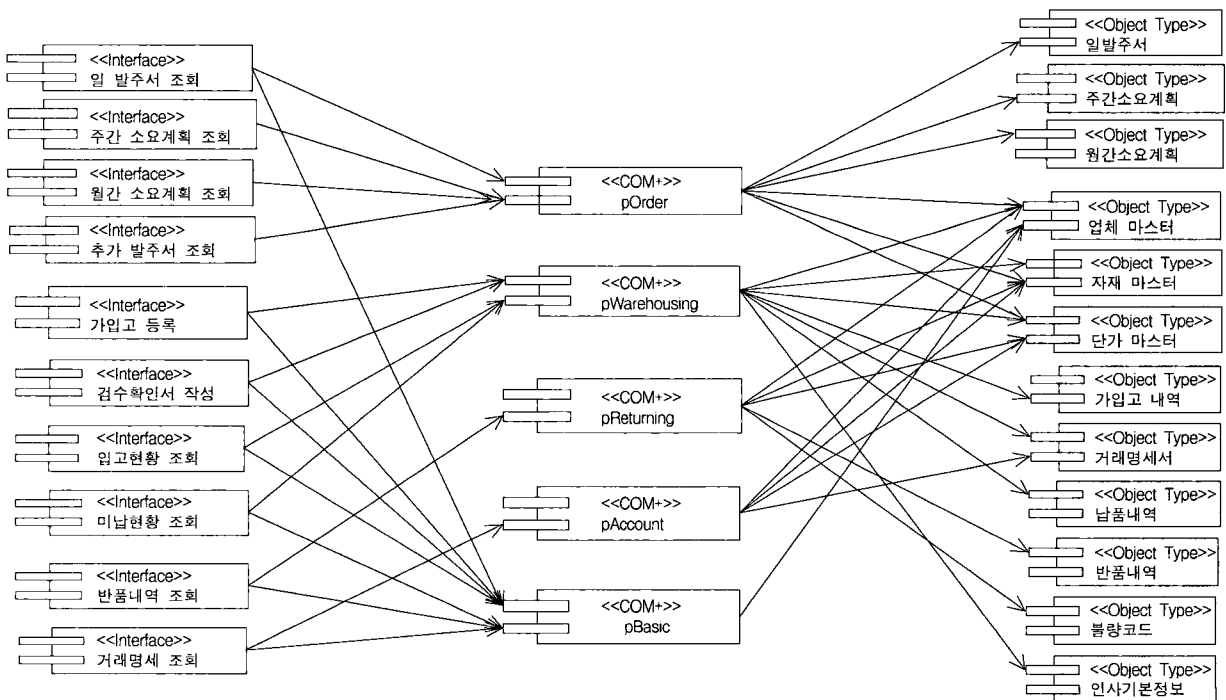 <<Interface>>
일 발주서 조회
<<Interface>>
주간 소요계획 조회
<<Interface>>
월간 소요계획 조회
<<Interface>>
추가 발주서 조회
<<Interface>>
가입고 등록
<<Interface>>
검수확인서 작성
<<Interface>>
입고현황 조회
<<Interface>>
미납현황 조회
<<Interface>>
반품내역 조회
<<Interface>>
거래명세 조회
<<COM+>>
pOrder
<<COM+>>
pWarehousing
<<COM+>>
pReturning
<<COM+>>
pAccount
<<COM+>>
pBasic
<<Object Type>>
일발주서
<<Object Type>>
주간소요계획
<<Object Type>>
월간소요계획
<<Object Type>>
업체 마스터
<<Object Type>>
자재 마스터
<<Object Type>>
단가 마스터
<<Object Type>>
가입고 내역
<<Object Type>>
거래명세서
<<Object Type>>
납품내역
<<Object Type>>
반품내역
<<Object Type>>
불량코드
<<Object Type>>
인사기본정보